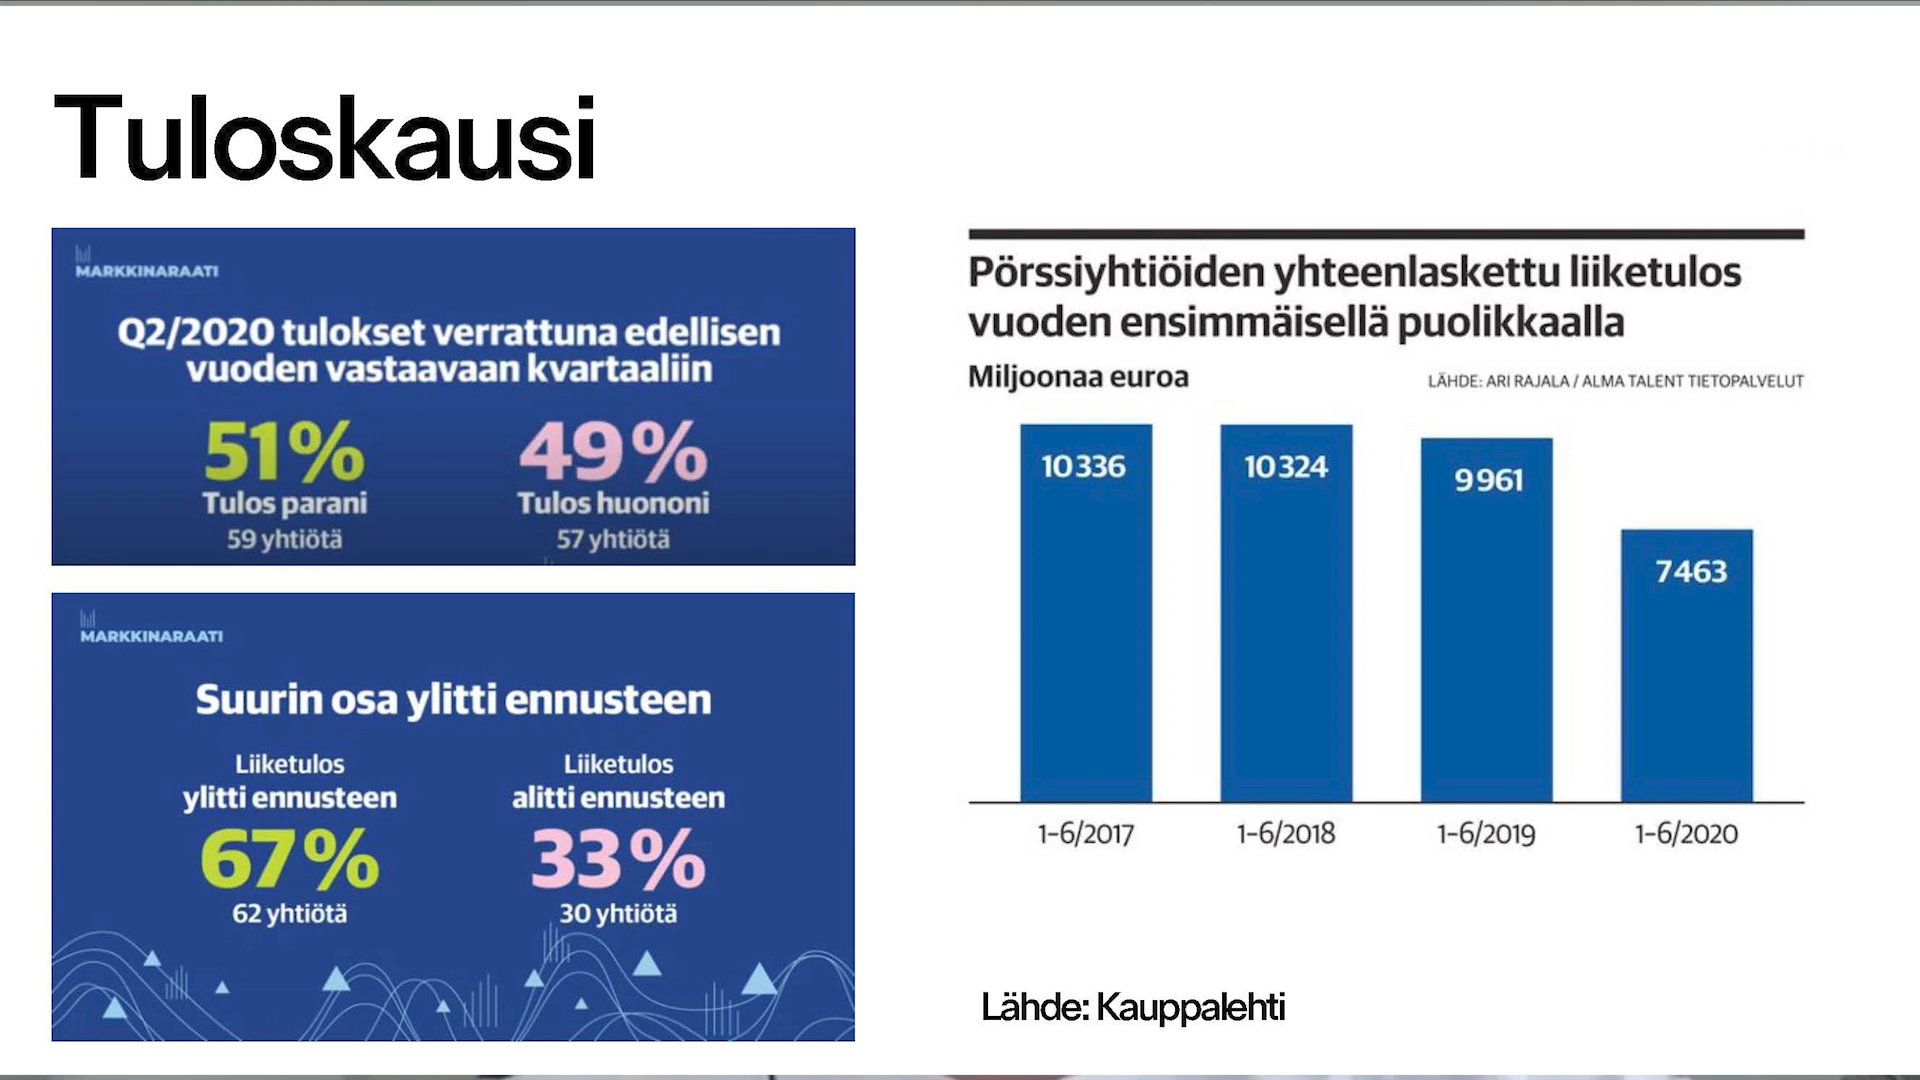 Tuloskausi
MARKKINARAATI
Q2/2020 tulokset verrattuna edellisen
vuoden vastaavaan kvartaaliin
51% 49%
Tulos parani Tulos huononi
59 yhtiötä 57 yhtiötä
MARKKINARAATI
Suurin osa ylitti ennusteen
Liiketulos Liiketulos
ylitti ennusteen alitti ennusteen
67% 33%
62 yhtiötä 30 yhtiötä
Pörssiyhtiöiden yhteenlaskettu liiketulos
vuoden ensimmäisellä puolikkaalla
Miljoonaa euroa LÄHDE: ARI RAJALA / ALMA TALENT TIETOPALVELUT
10336 10324 9961 7463
1-6/2017 1-6/2018 1-6/2019 1-6/2020
Lähde: Kauppalehti